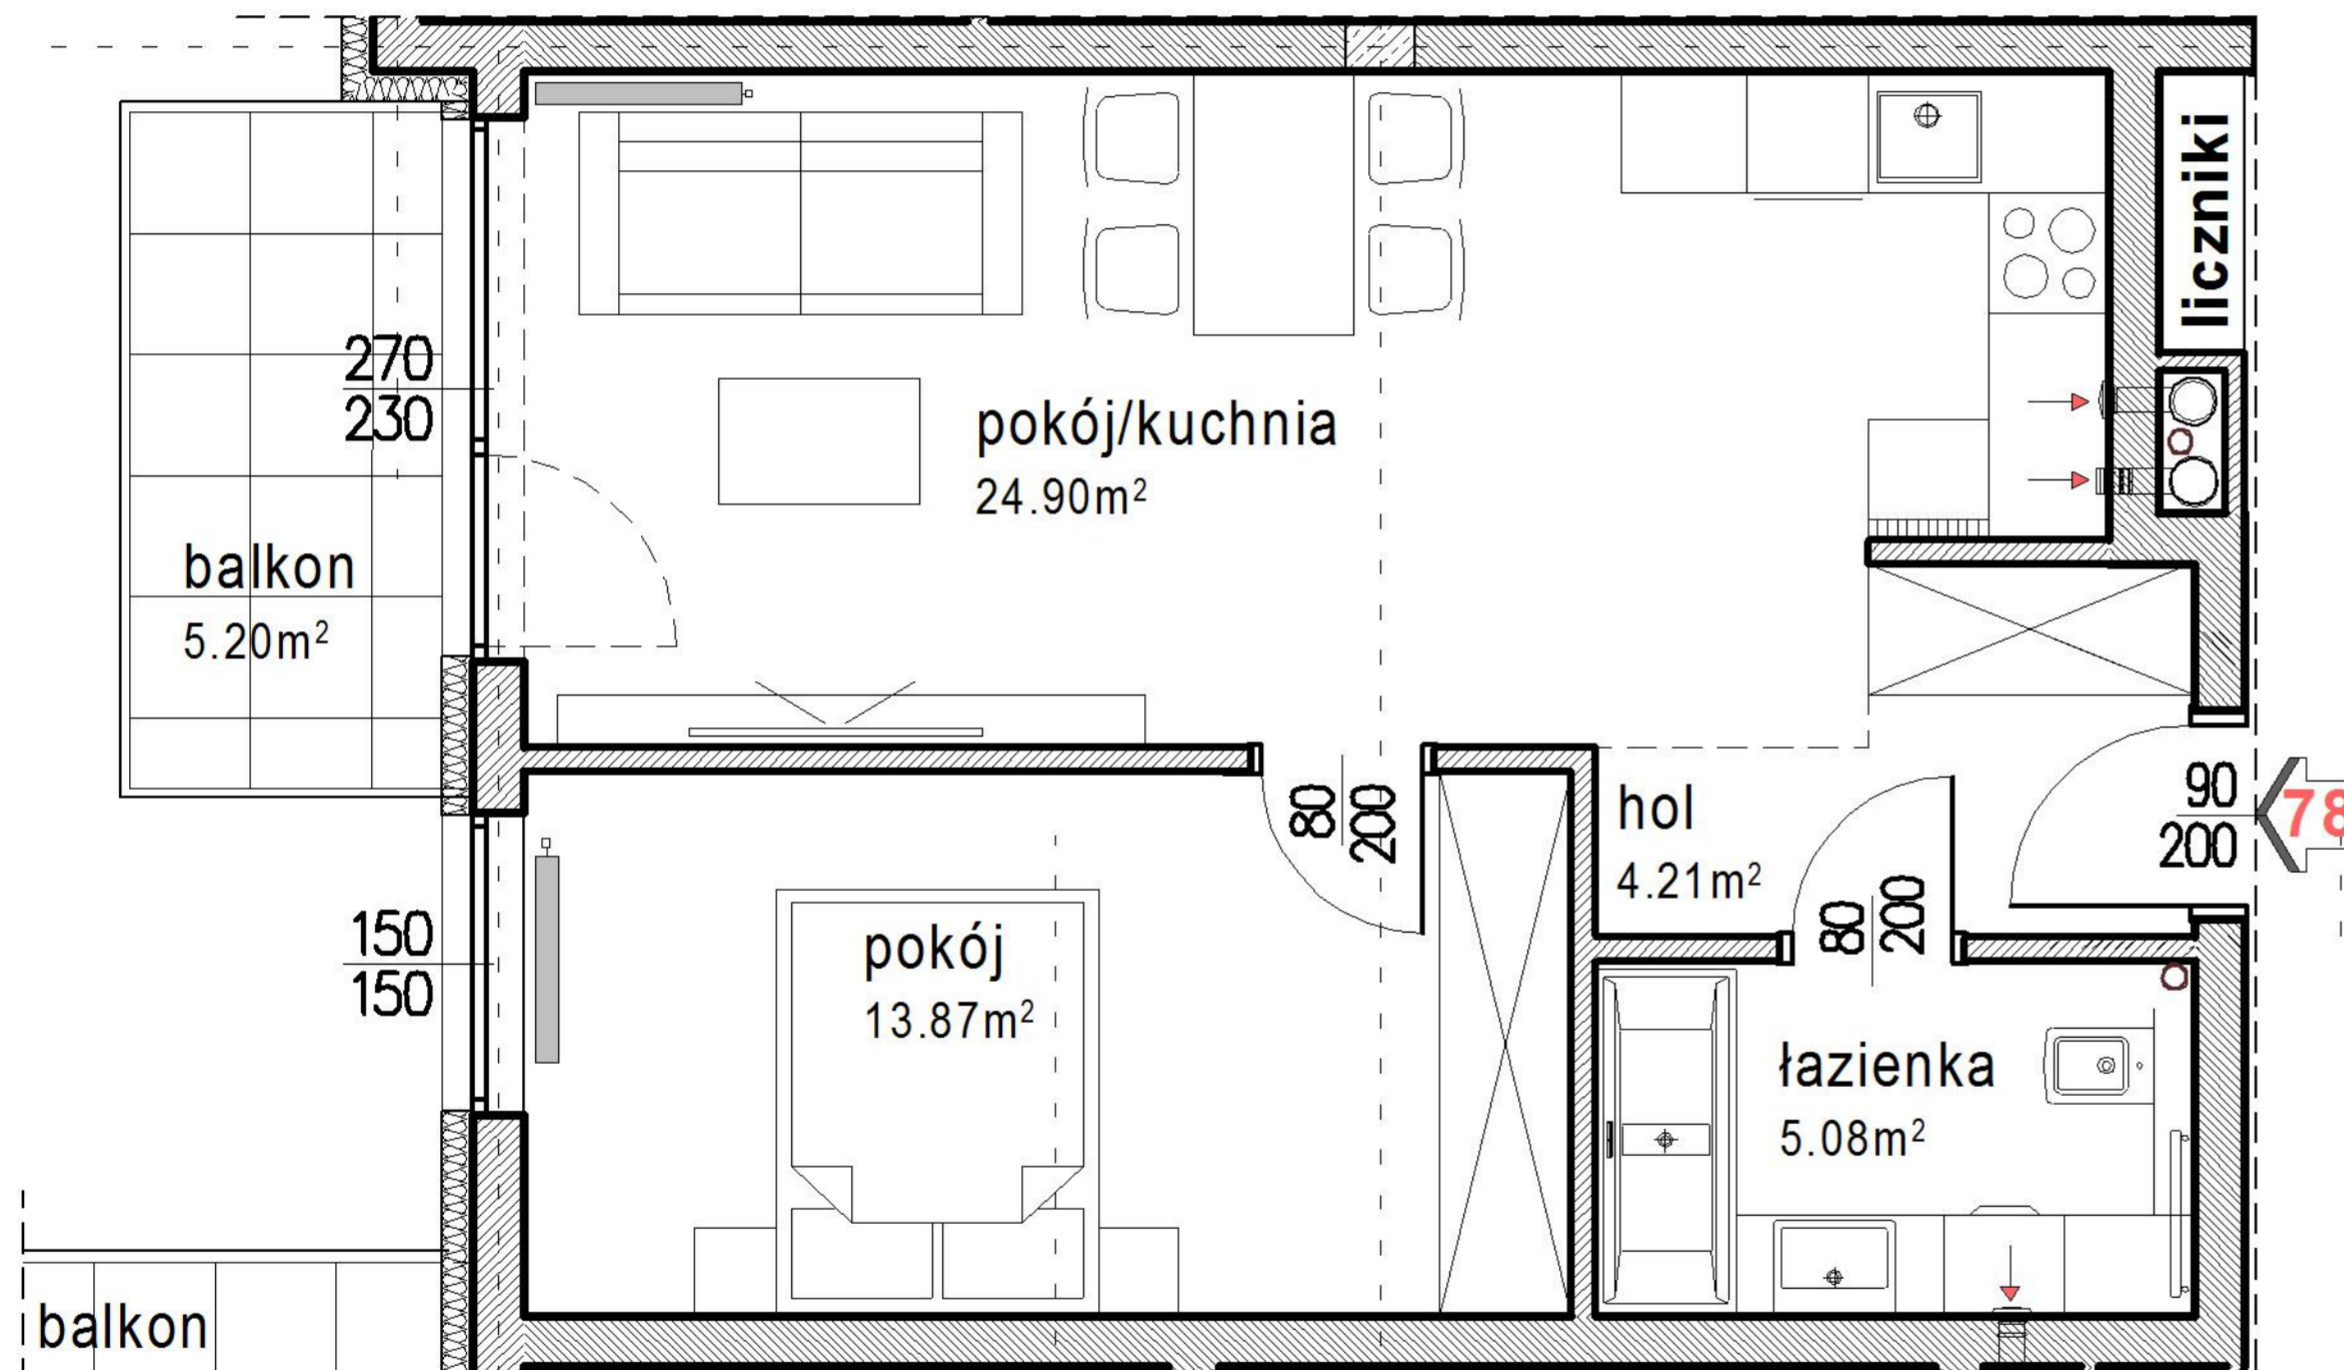 liczniki
270
230
pokój/kuchnia
24.90m²
balkon
5.20m²
80
200
hol
4.21m²
90
200
78
80
200
150
150
pokój
13.87m²
łazienka
5.08m²
balkon